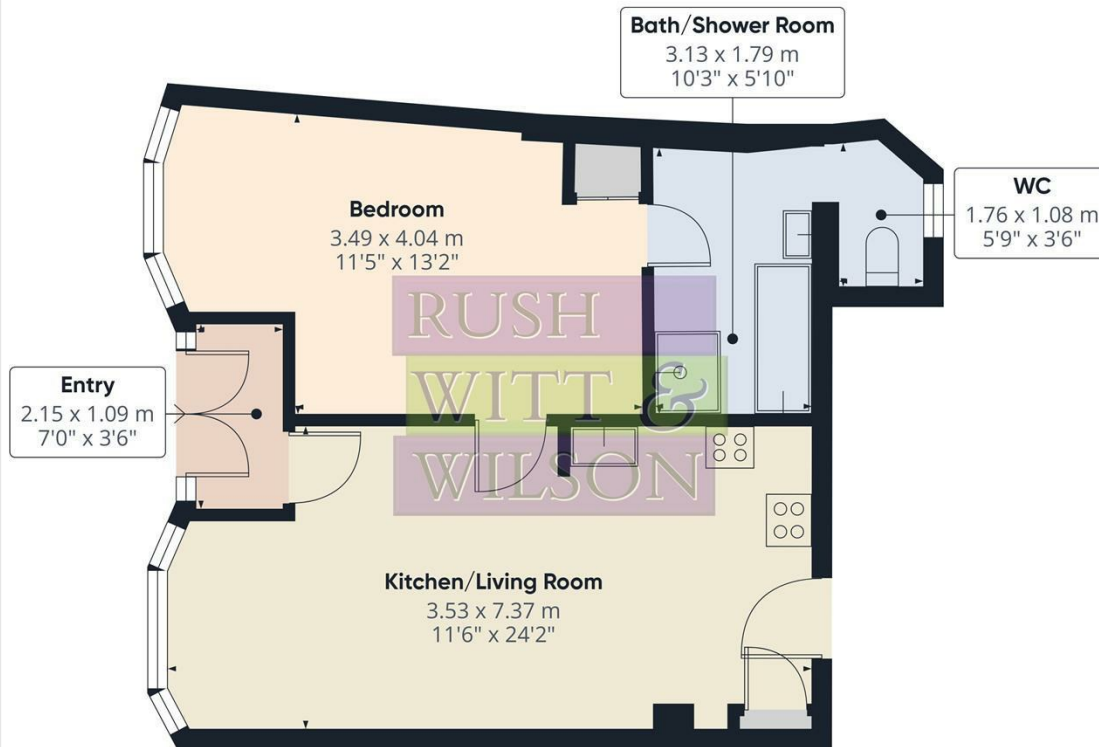 Bath/Shower Room
3.13 x 1.79 m
10'3" x 5'10"
WC
1.76 x 1.08 m
5'9" x 3'6"
Bedroom
3.49 x 4.04 m
11'5" x 13'2"
RUSH
WITT &
WILSON
Entry
2.15 x 1.09 m
7'0" x 3'6"
Kitchen/Living Room
3.53 x 7.37 m
11'6" x 24'2"